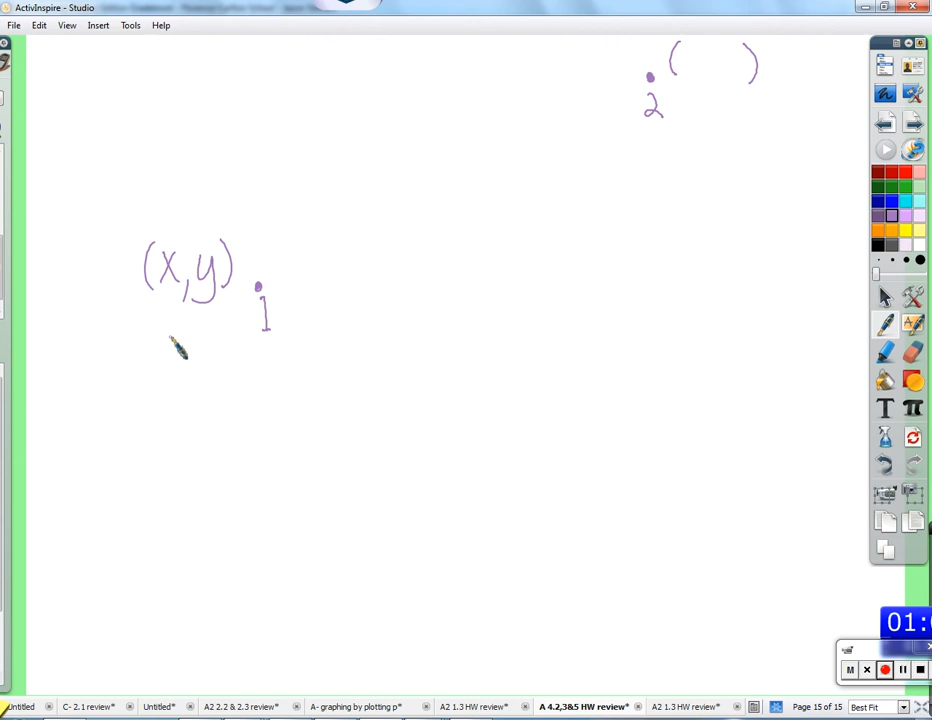 ActivInspire - Studio
File Edit View Insert Tools Help
( )
2
(x,y)
1
01:
M
Untitled C- 2.1 review* Untitled* A2 2.2 & 2.3 review* A- graphing by plotting p* A2 1.3 HW review* A 4.2,3&5 HW review* A2 1.3 HW review* Page 15 of 15 Best Fit